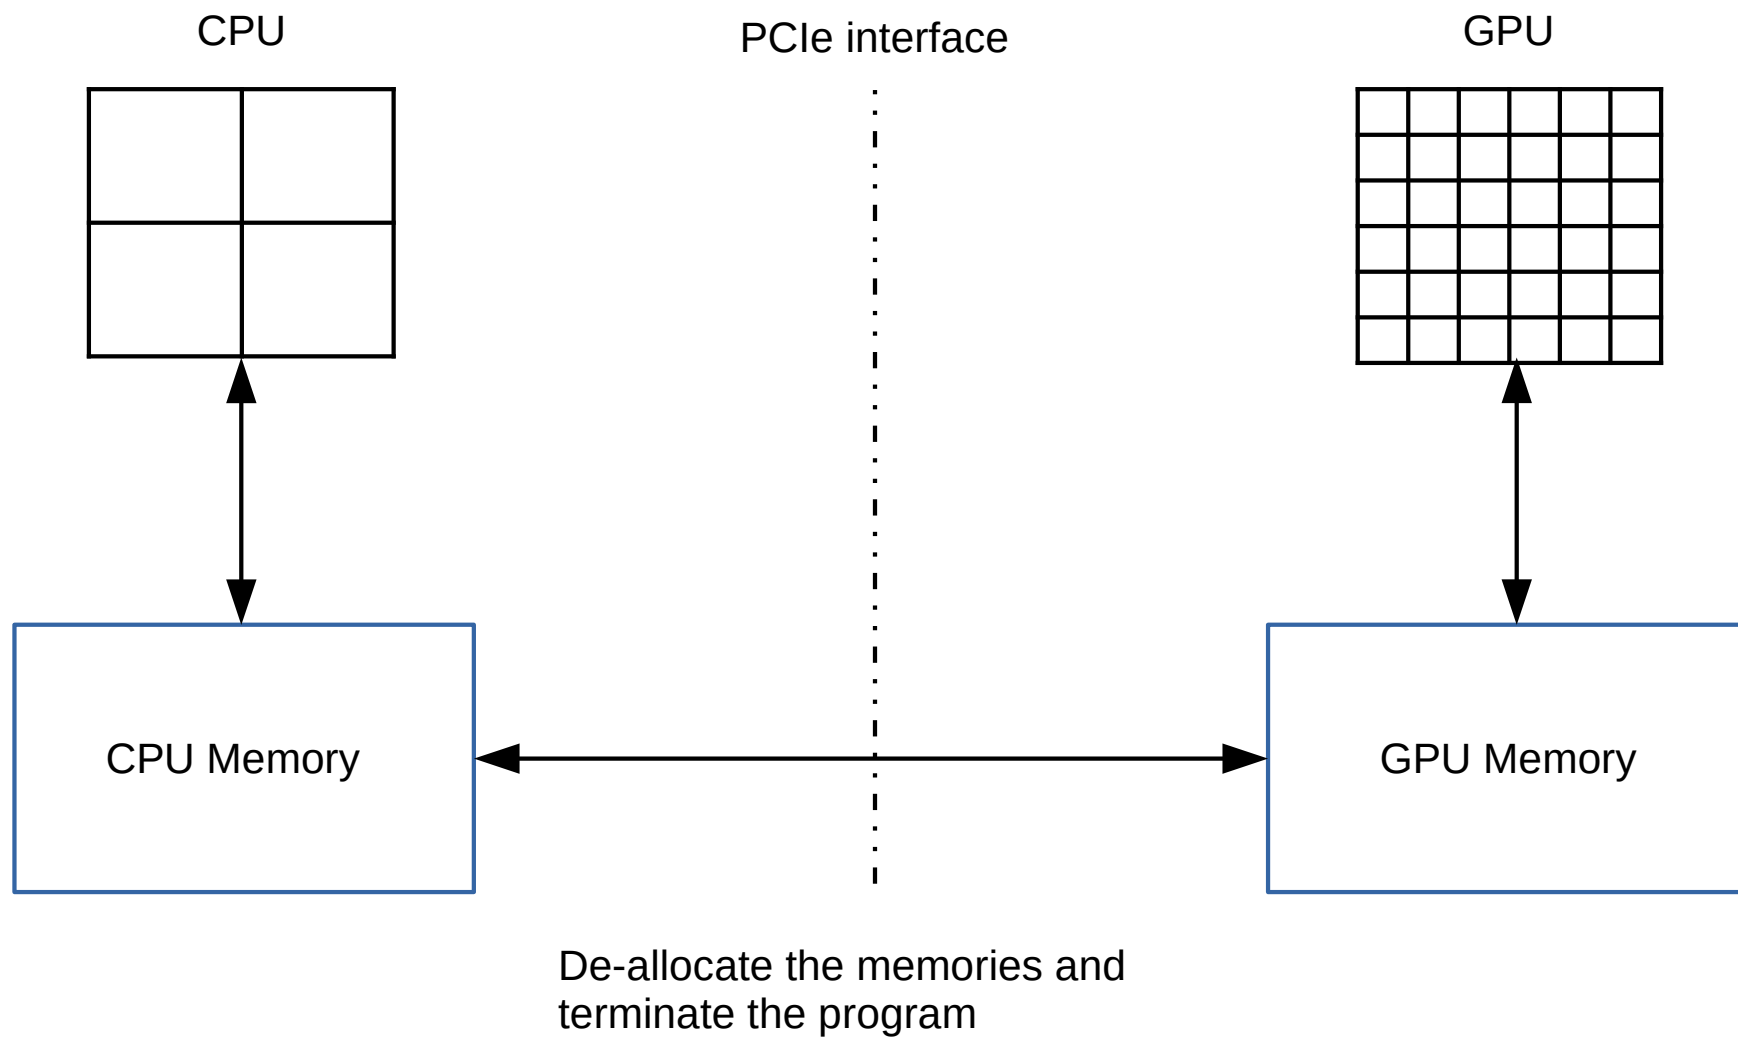 CPU
PCIe interface
GPU
CPU Memory
GPU Memory
De-allocate the memories and
terminate the program